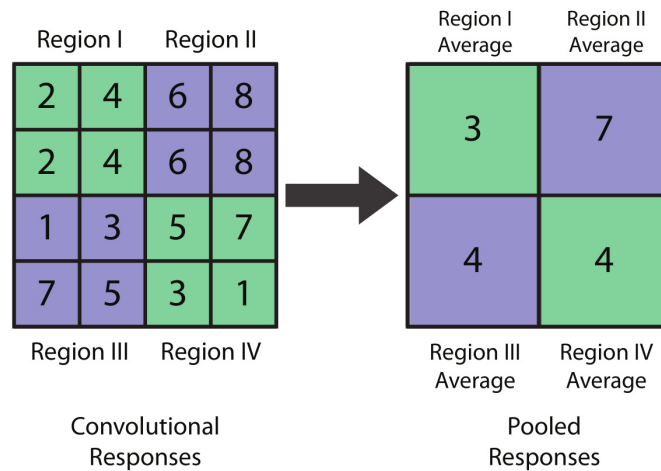 Region I Region II
2 4 6 8
2 4 6 8
1 3 5 7
7 5 3 1
Region III Region IV
Convolutional
Responses
Region I Region II
Average Average
3 7
4 4
Region III Region IV
Average Average
Pooled
Responses